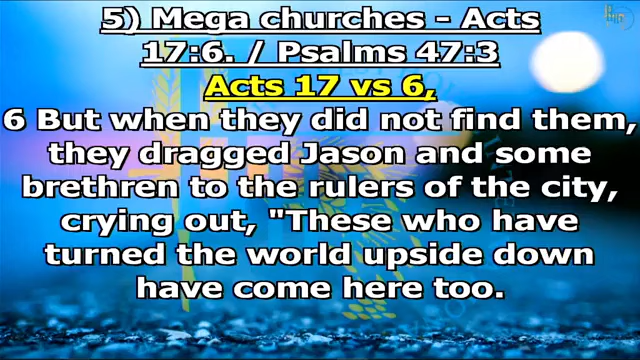 5) Mega churches - Acts
17:6. / Psalms 47:3
Acts 17 vs 6,
6 But when they did not find them,
they dragged Jason and some
brethren to the rulers of the city,
crying out, "These who have
turned the world upside down
have come here too.